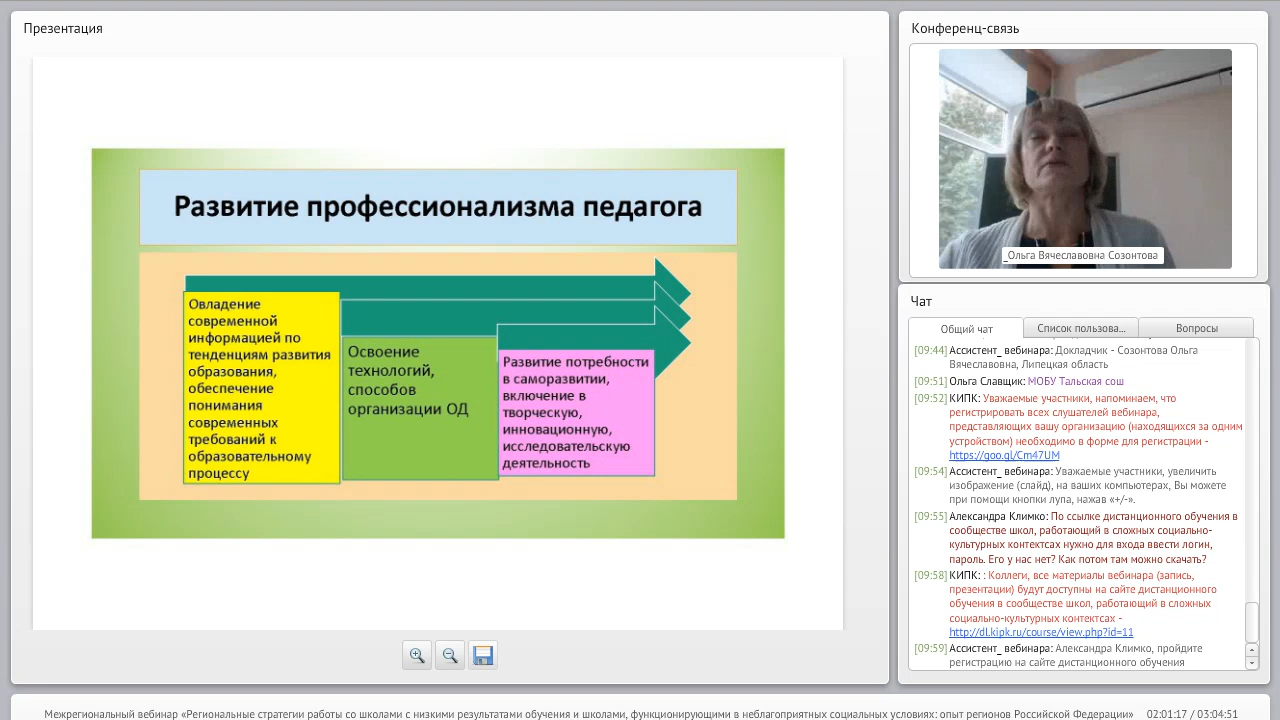 Презентация
Развитие профессионализма педагога
Овладение
современной
информацией по
тенденциям развития
образования,
обеспечение
понимания
современных
требований к
образовательному
процессу
Освоение
технологий,
способов
организации ОД
Развитие потребности
в саморазвитии,
включение в
творческую,
инновационную,
исследовательскую
деятельность
Конференц-связь
_Ольга Вячеславовна Созонтова
Чат
Общий чат
Список пользова...
Вопросы
[09:44] Ассистент_ вебинара: Докладчик - Созонтова Ольга
Вячеславовна, Липецкая область
[09:51] Ольга Славщик: МОБУ Тальская сош
[09:52] КИПК: Уважаемые участники, напоминаем, что
регистрировать всех слушателей вебинара,
представляющих вашу организацию (находящихся за одним
устройством) необходимо в форме для регистрации -
https://goo.gl/Cm47UM
[09:54] Ассистент_ вебинара: Уважаемые участники, увеличить
изображение (слайд), на ваших компьютерах, Вы можете
при помощи кнопки лупа, нажав «+/-».
[09:55] Александра Климко: По ссылке дистанционного обучения в
сообществе школ, работающий в сложных социально-
культурных контектсах нужно для входа ввести логин,
пароль. Его у нас нет? Как потом там можно скачать?
[09:58] КИПК: : Коллеги, все материалы вебинара (запись,
презентации) будут доступны на сайте дистанционного
обучения в сообществе школ, работающий в сложных
социально-культурных контектсах -
http://dl.kipk.ru/course/view.php?id=11
[09:59] Ассистент_ вебинара: Александра Климко, пройдите
регистрацию на сайте дистанционного обучения
Межрегиональный вебинар «Региональные стратегии работы со школами с низкими результатами обучения и школами, функционирующими в неблагоприятных социальных условиях: опыт регионов Российской Федерации» 02:01:17 / 03:04:51